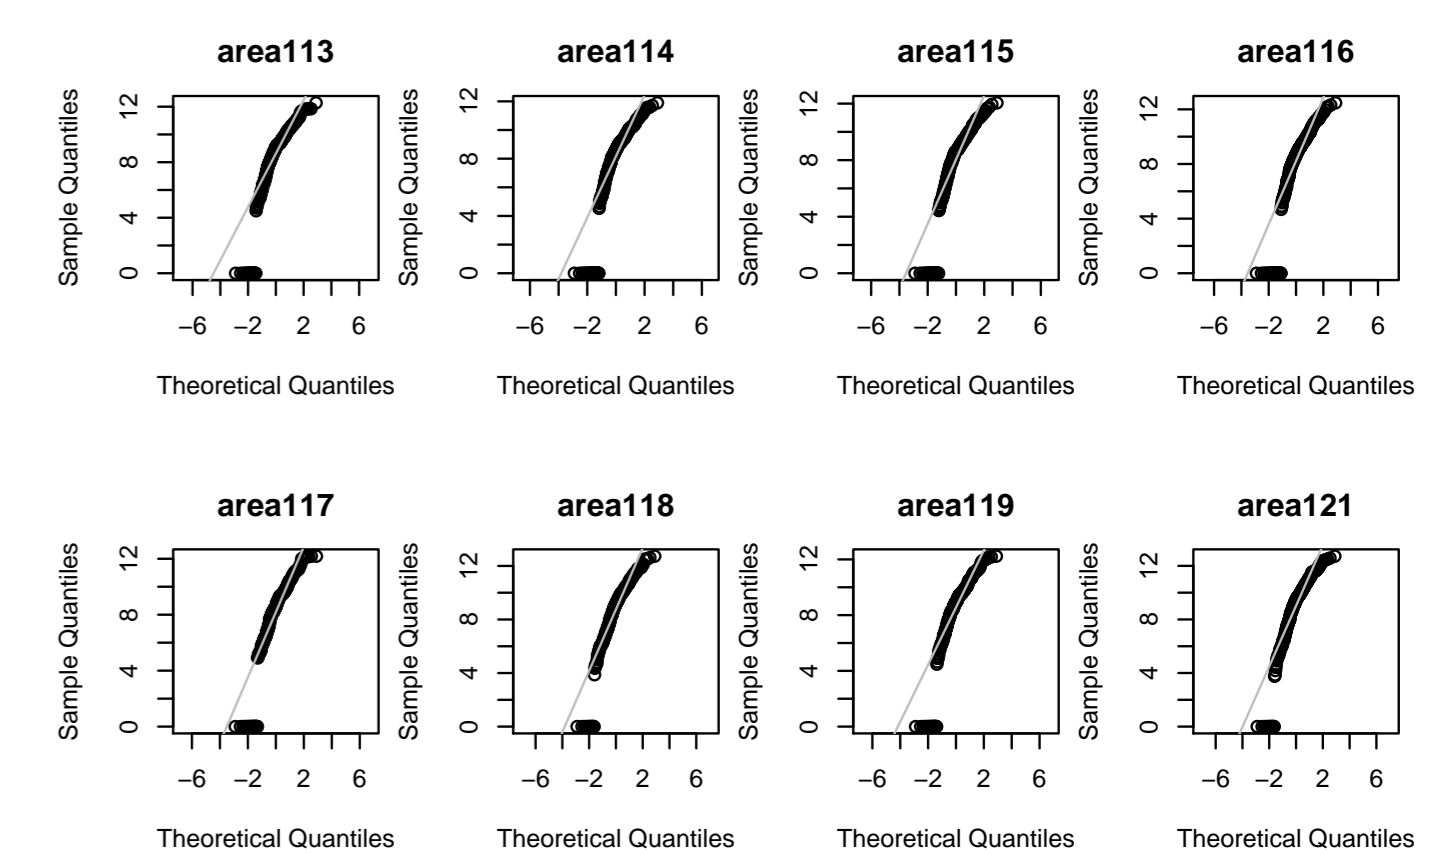 area113 area114 area115 area116
Sample Quantiles Sample Quantiles Sample Quantiles Sample Quantiles
0 4 8 12 0 4 8 12 0 4 8 12 0 4 8 12
−6 −2 2 6 −6 −2 2 6 −6 −2 2 6 −6 −2 2 6
Theoretical Quantiles Theoretical Quantiles Theoretical Quantiles Theoretical Quantiles
area117 area118 area119 area121
Sample Quantiles Sample Quantiles Sample Quantiles Sample Quantiles
0 4 8 12 0 4 8 12 0 4 8 12 0 4 8 12
−6 −2 2 6 −6 −2 2 6 −6 −2 2 6 −6 −2 2 6
Theoretical Quantiles Theoretical Quantiles Theoretical Quantiles Theoretical Quantiles